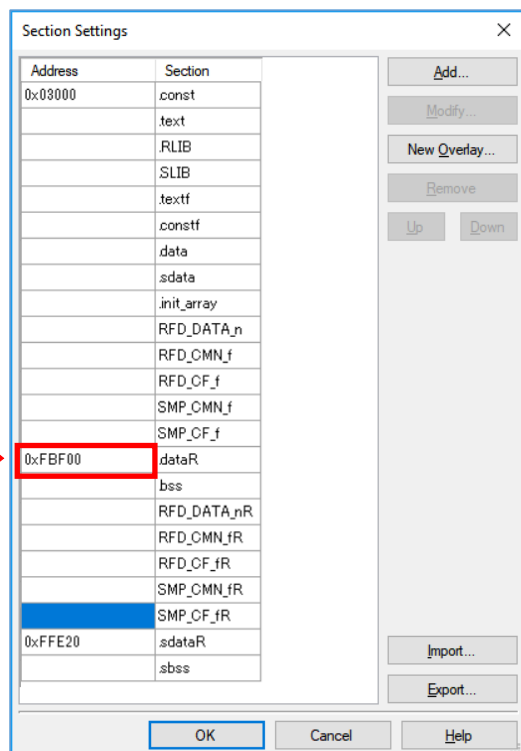 Section Settings
Address Section
0x03000 .const
.text
.RLIB
.SLIB
.textf
.constf
.data
.sdata
.init_array
RFD_DATA_n
RFD_CMN_f
RFD_CF_f
SMP_CMN_f
SMP_CF_f
0xFBF00 .dataR
.bss
RFD_DATA_nR
RFD_CMN_fR
RFD_CF_fR
SMP_CMN_fR
SMP_CF_fR
0xFFE20 .sdataR
.sbss
Add...
Modify...
New Overlay...
Remove
Up Down
Import...
Export...
OK Cancel Help